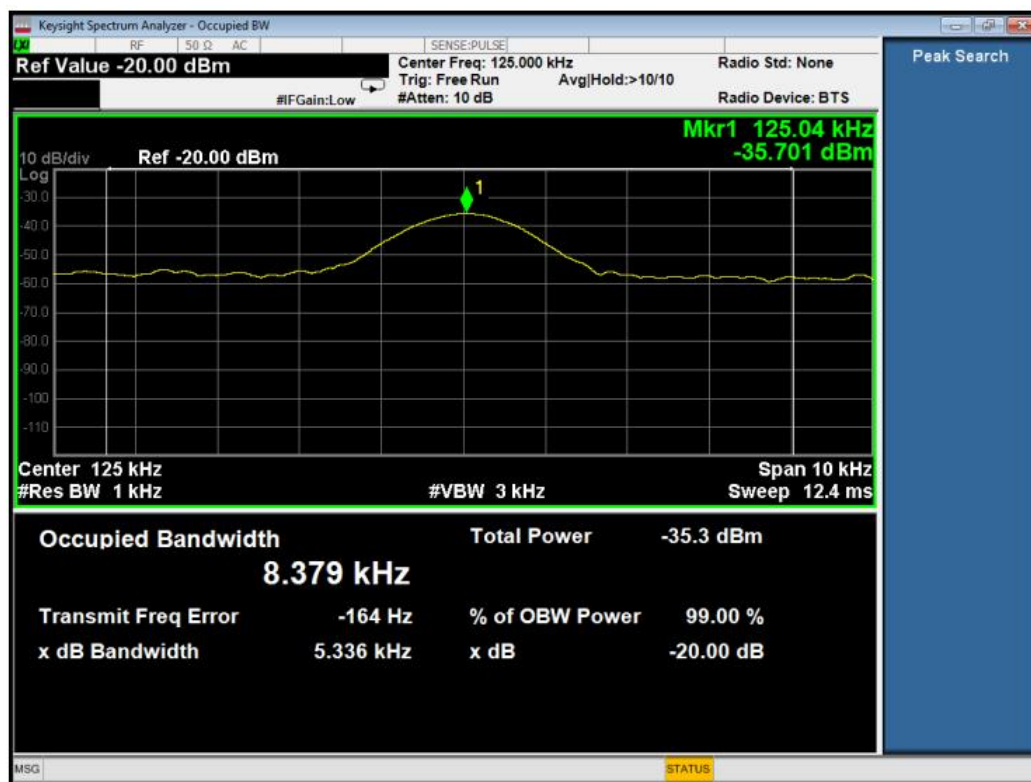 Keysight Spectrum Analyzer - Occupied BW
LXI RF 50 Ω AC SENSE:PULSE
Ref Value -20.00 dBm
Center Freq: 125.000 kHz Radio Std: None
Trig: Free Run Avg|Hold:>10/10
#IFGain:Low #Atten: 10 dB Radio Device: BTS
Peak Search
Mkr1 125.04 kHz
10 dB/div Ref -20.00 dBm -35.701 dBm
Log
-30.0
1
-40.0
-50.0
-60.0
-70.0
-80.0
-90.0
-100
-110
Center 125 kHz Span 10 kHz
#Res BW 1 kHz #VBW 3 kHz Sweep 12.4 ms
Occupied Bandwidth Total Power -35.3 dBm
8.379 kHz
Transmit Freq Error -164 Hz % of OBW Power 99.00 %
x dB Bandwidth 5.336 kHz x dB -20.00 dB
MSG STATUS